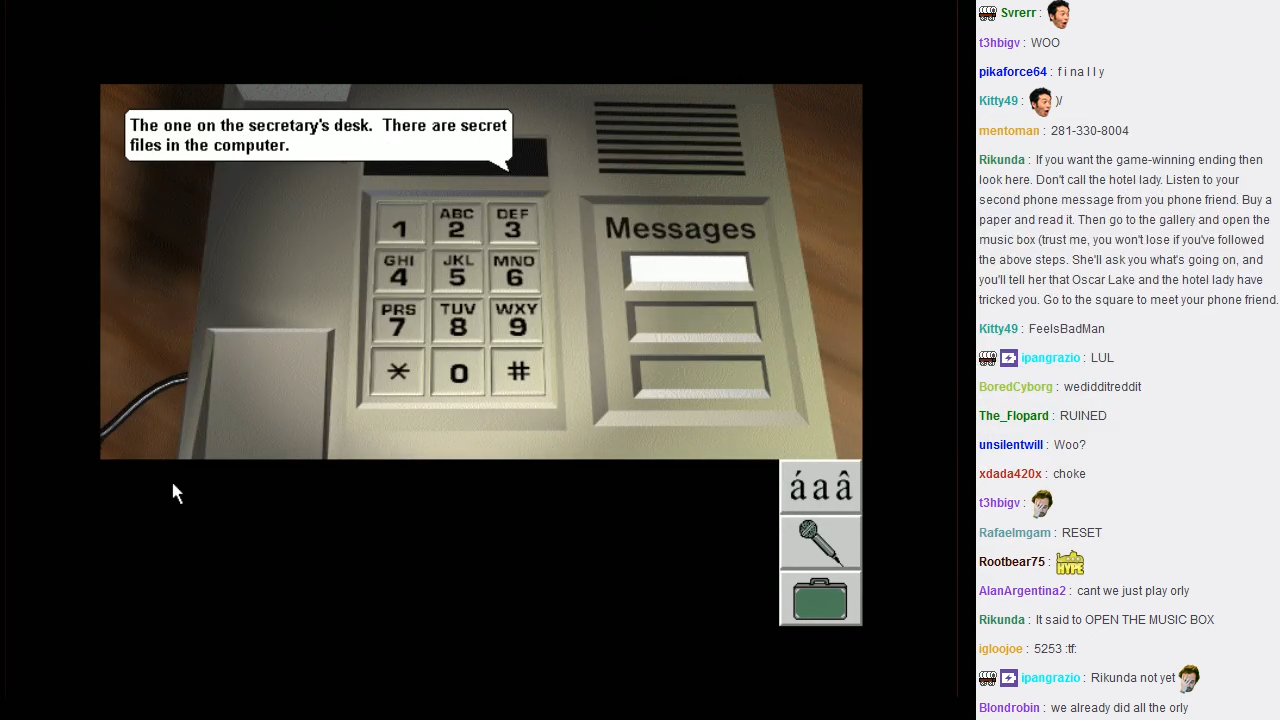 The one on the secretary's desk.  There are secret
files in the computer.
1
ABC
2
DEF
3
GHI
4
JKL
5
MNO
6
PRS
7
TUV
8
WXY
9
*
0
#
Messages
á a â
Svrerr :
t3hbigv : WOO
pikaforce64 : f i na l l y
Kitty49 : )/
mentoman : 281-330-8004
Rikunda : If you want the game-winning ending then
look here. Don't call the hotel lady. Listen to your
second phone message from you phone friend. Buy a
paper and read it. Then go to the gallery and open the
music box (trust me, you won't lose if you've followed
the above steps. She'll ask you what's going on, and
you'll tell her that Oscar Lake and the hotel lady have
tricked you. Go to the square to meet your phone friend.
Kitty49 : FeelsBadMan
ipangrazio : LUL
BoredCyborg : wedidditreddit
The_Flopard : RUINED
unsilentwill : Woo?
xdada420x : choke
t3hbigv :
Rafaelmgam : RESET
Rootbear75 : HYPE
AlanArgentina2 : cant we just play orly
Rikunda : It said to OPEN THE MUSIC BOX
igloojoe : 5253 :tf:
ipangrazio : Rikunda not yet
Blondrobin : we already did all the orly